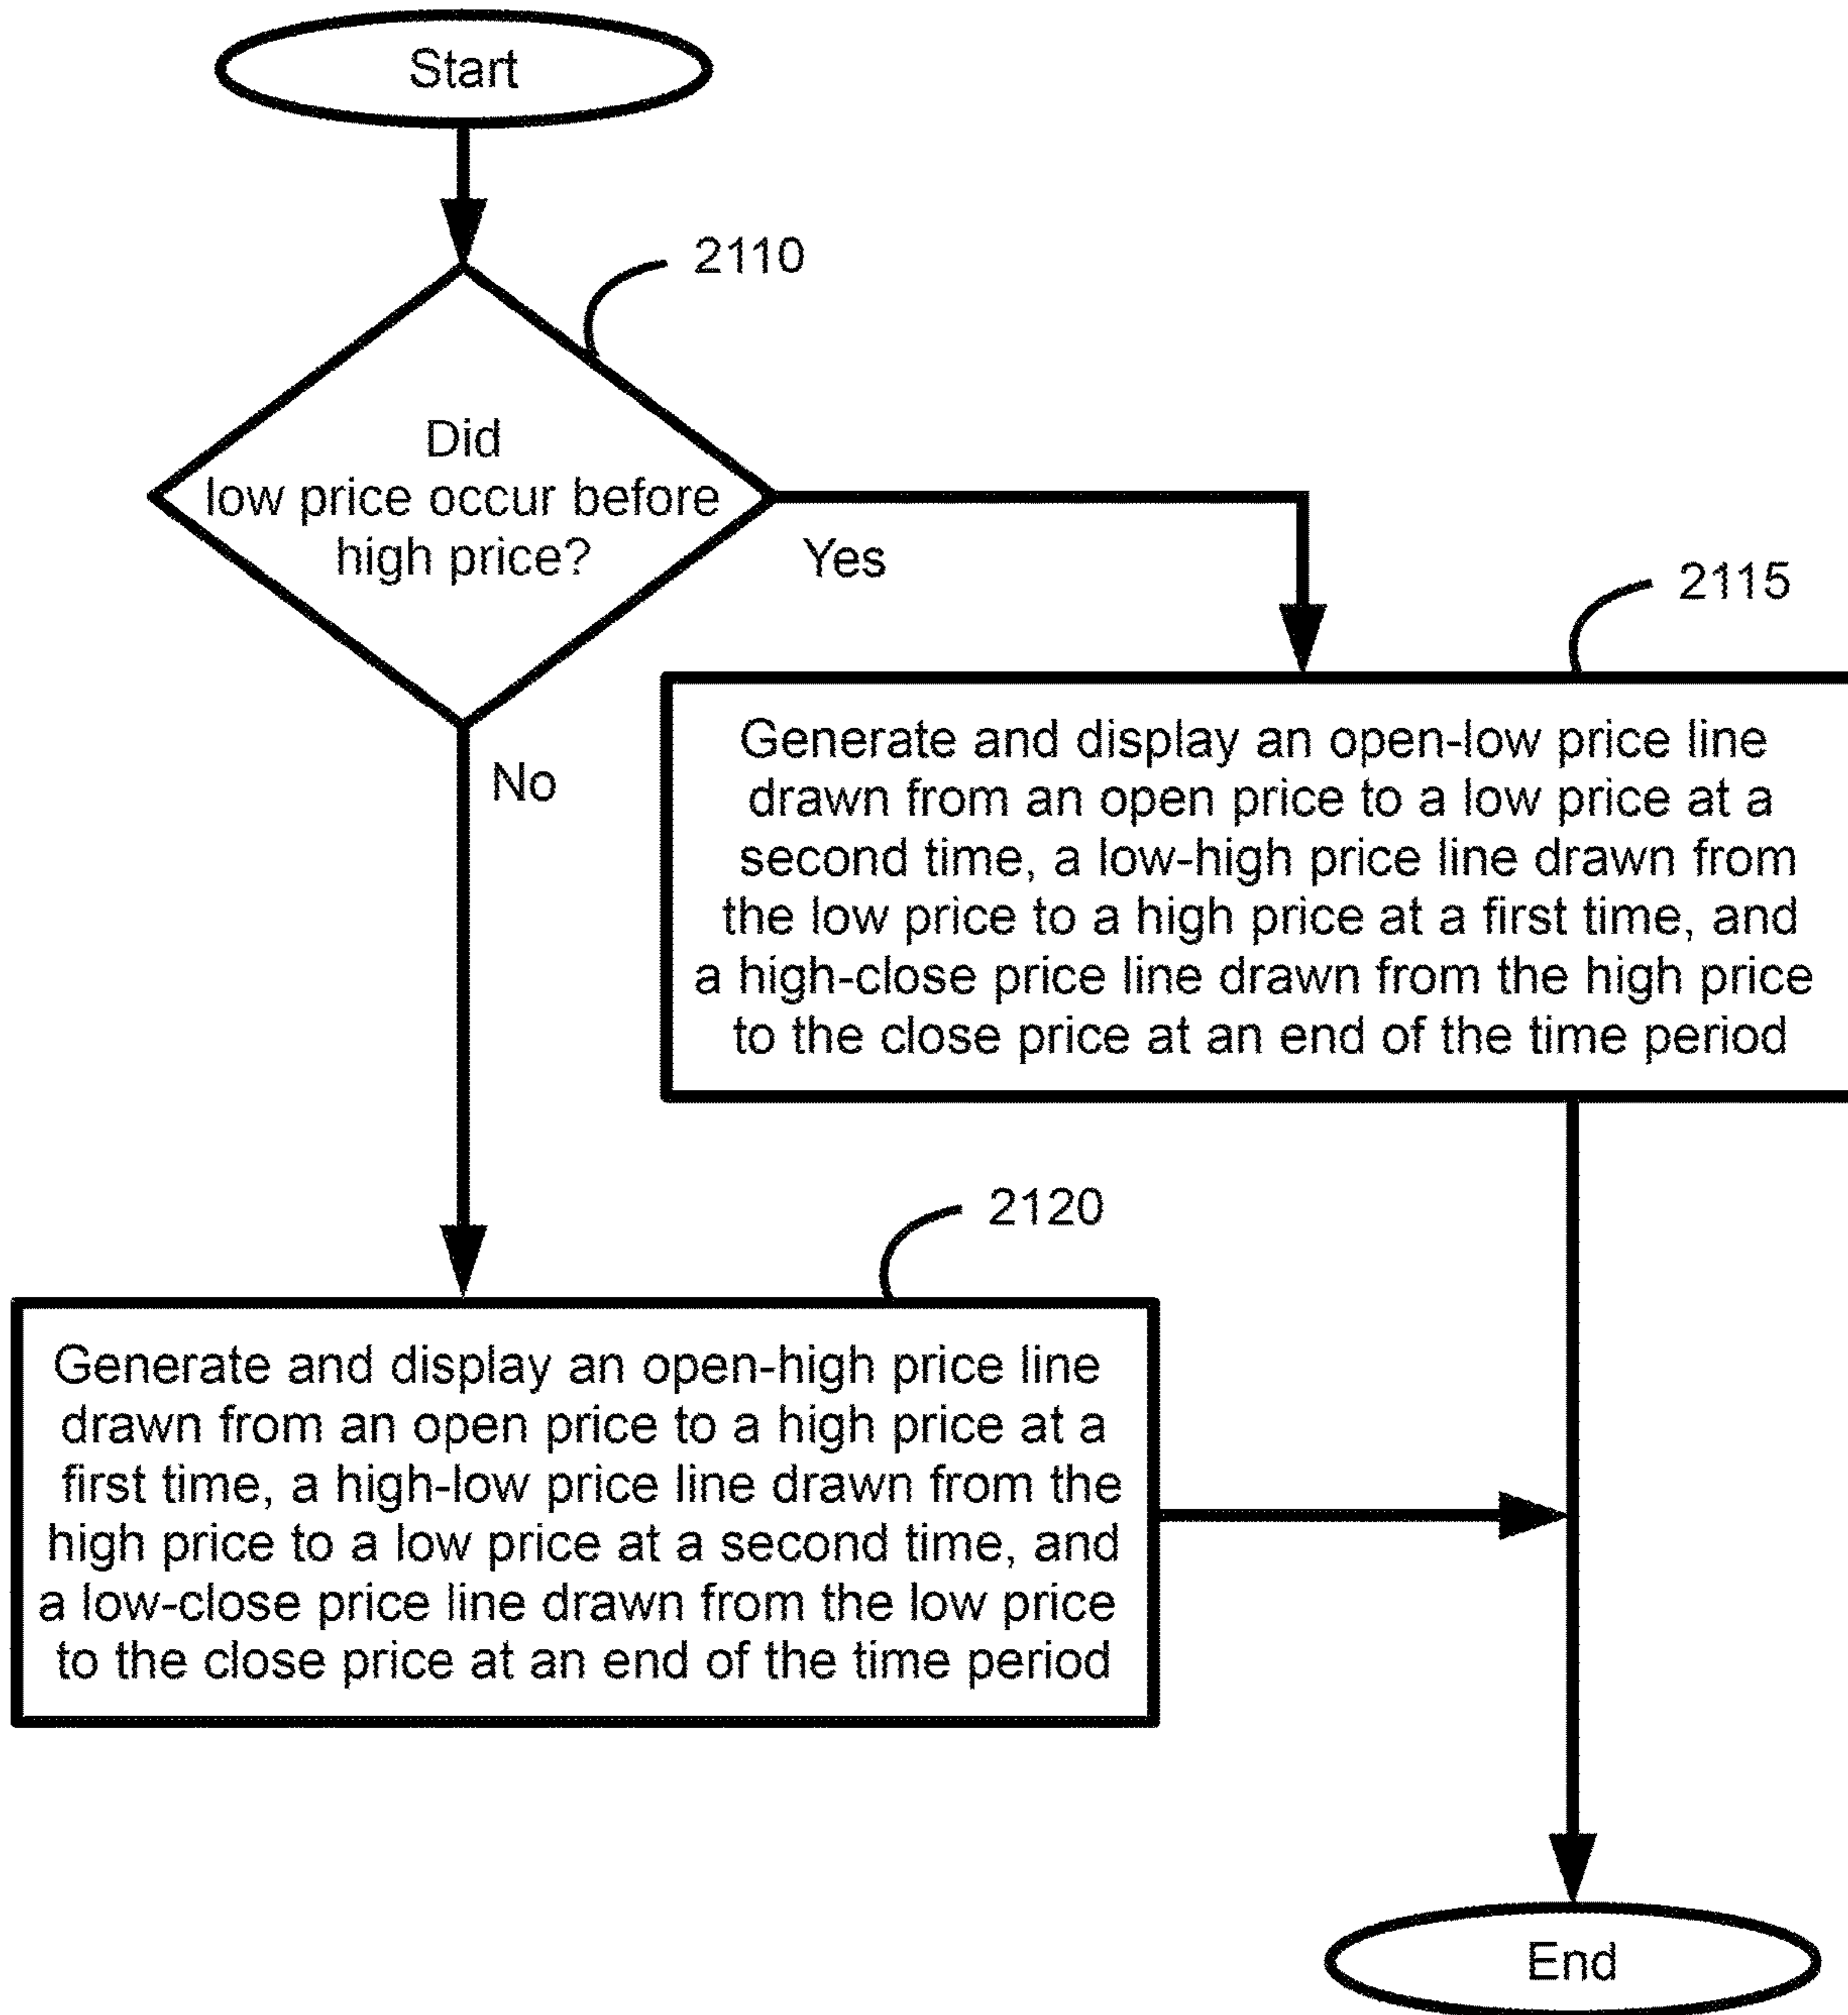 Start
2110
Did
low price occur before
high price?
Yes
No
2115
Generate and display an open-low price line
drawn from an open price to a low price at a
second time, a low-high price line drawn from
the low price to a high price at a first time, and
a high-close price line drawn from the high price
to the close price at an end of the time period
2120
Generate and display an open-high price line
drawn from an open price to a high price at a
first time, a high-low price line drawn from the
high price to a low price at a second time, and
a low-close price line drawn from the low price
to the close price at an end of the time period
End